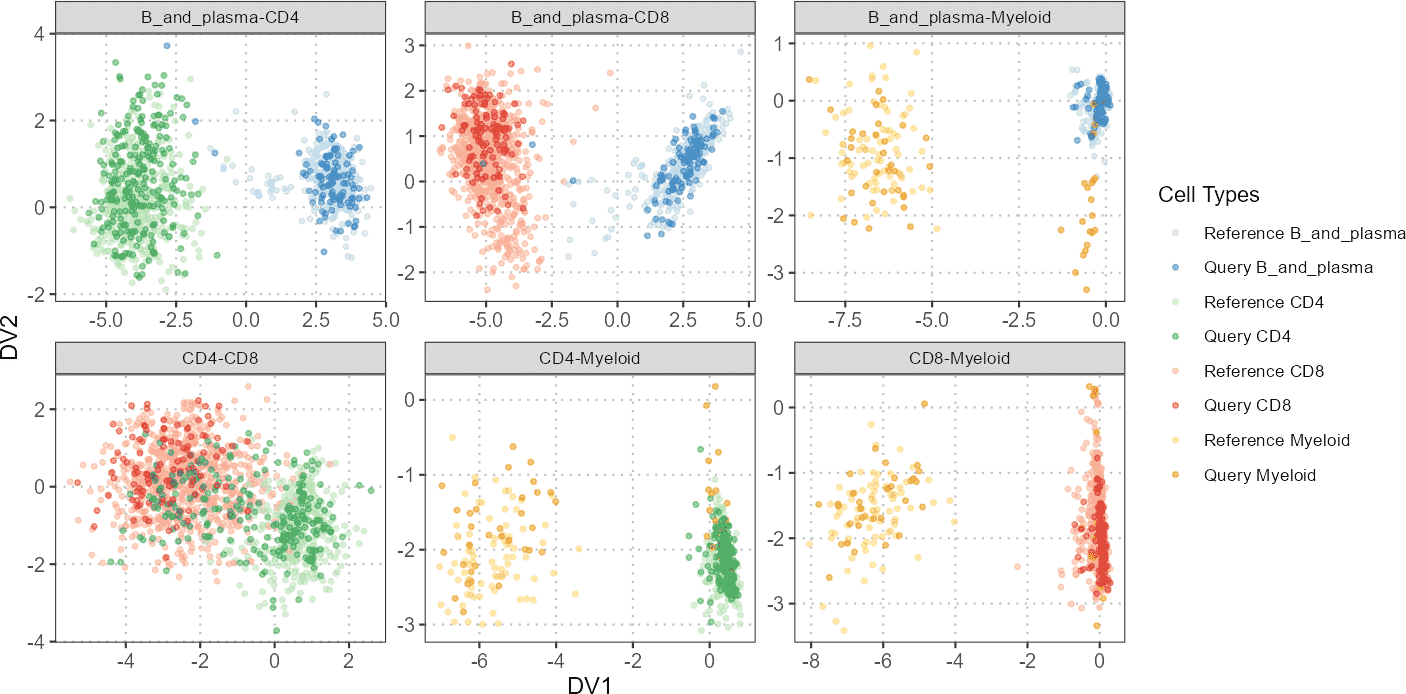 B_and_plasma-CD4
B_and_plasma-CD8
B_and_plasma-Myeloid
4
2
0
-2
3
2
1
0
-1
-2
1
0
-1
-2
-3
-5.0 -2.5 0.0 2.5 5.0
-5.0 -2.5 0.0 2.5 5.0
-7.5 -5.0 -2.5 0.0
DV2
CD4-CD8
CD4-Myeloid
CD8-Myeloid
2
0
-2
-4
0
-1
-2
-3
0
-1
-2
-3
-4 -2 0 2
-6 -4 -2 0
-8 -6 -4 -2 0
DV1
Cell Types
Reference B_and_plasma
Query B_and_plasma
Reference CD4
Query CD4
Reference CD8
Query CD8
Reference Myeloid
Query Myeloid